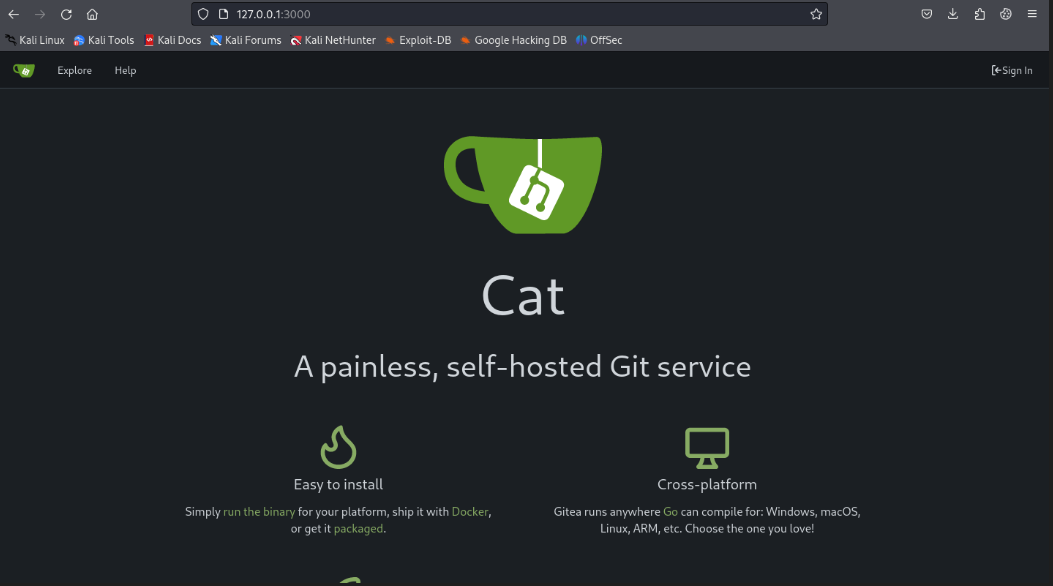 127.0.0.1:3000
Kali Linux Kali Tools Kali Docs Kali Forums Kali NetHunter Exploit-DB Google Hacking DB OffSec
Explore Help Sign In
Cat
A painless, self-hosted Git service
Easy to install
Simply run the binary for your platform, ship it with Docker,
or get it packaged.
Cross-platform
Gitea runs anywhere Go can compile for: Windows, macOS,
Linux, ARM, etc. Choose the one you love!